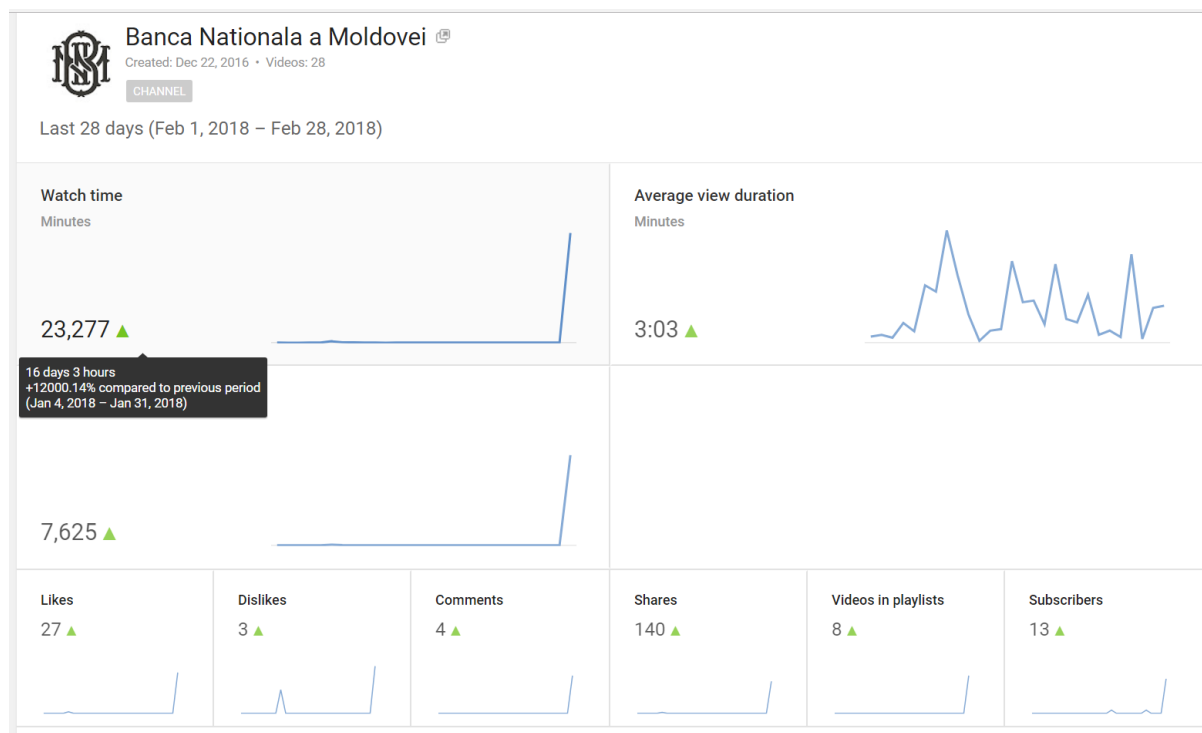 Banca Nationala a Moldovei
Created: Dec 22, 2016 • Videos: 28
CHANNEL
Last 28 days (Feb 1, 2018 – Feb 28, 2018)
Watch time
Minutes
23,277
16 days 3 hours
+12000.14% compared to previous period
(Jan 4, 2018 – Jan 31, 2018)
Average view duration
Minutes
3:03
7,625
Likes
27
Dislikes
3
Comments
4
Shares
140
Videos in playlists
8
Subscribers
13